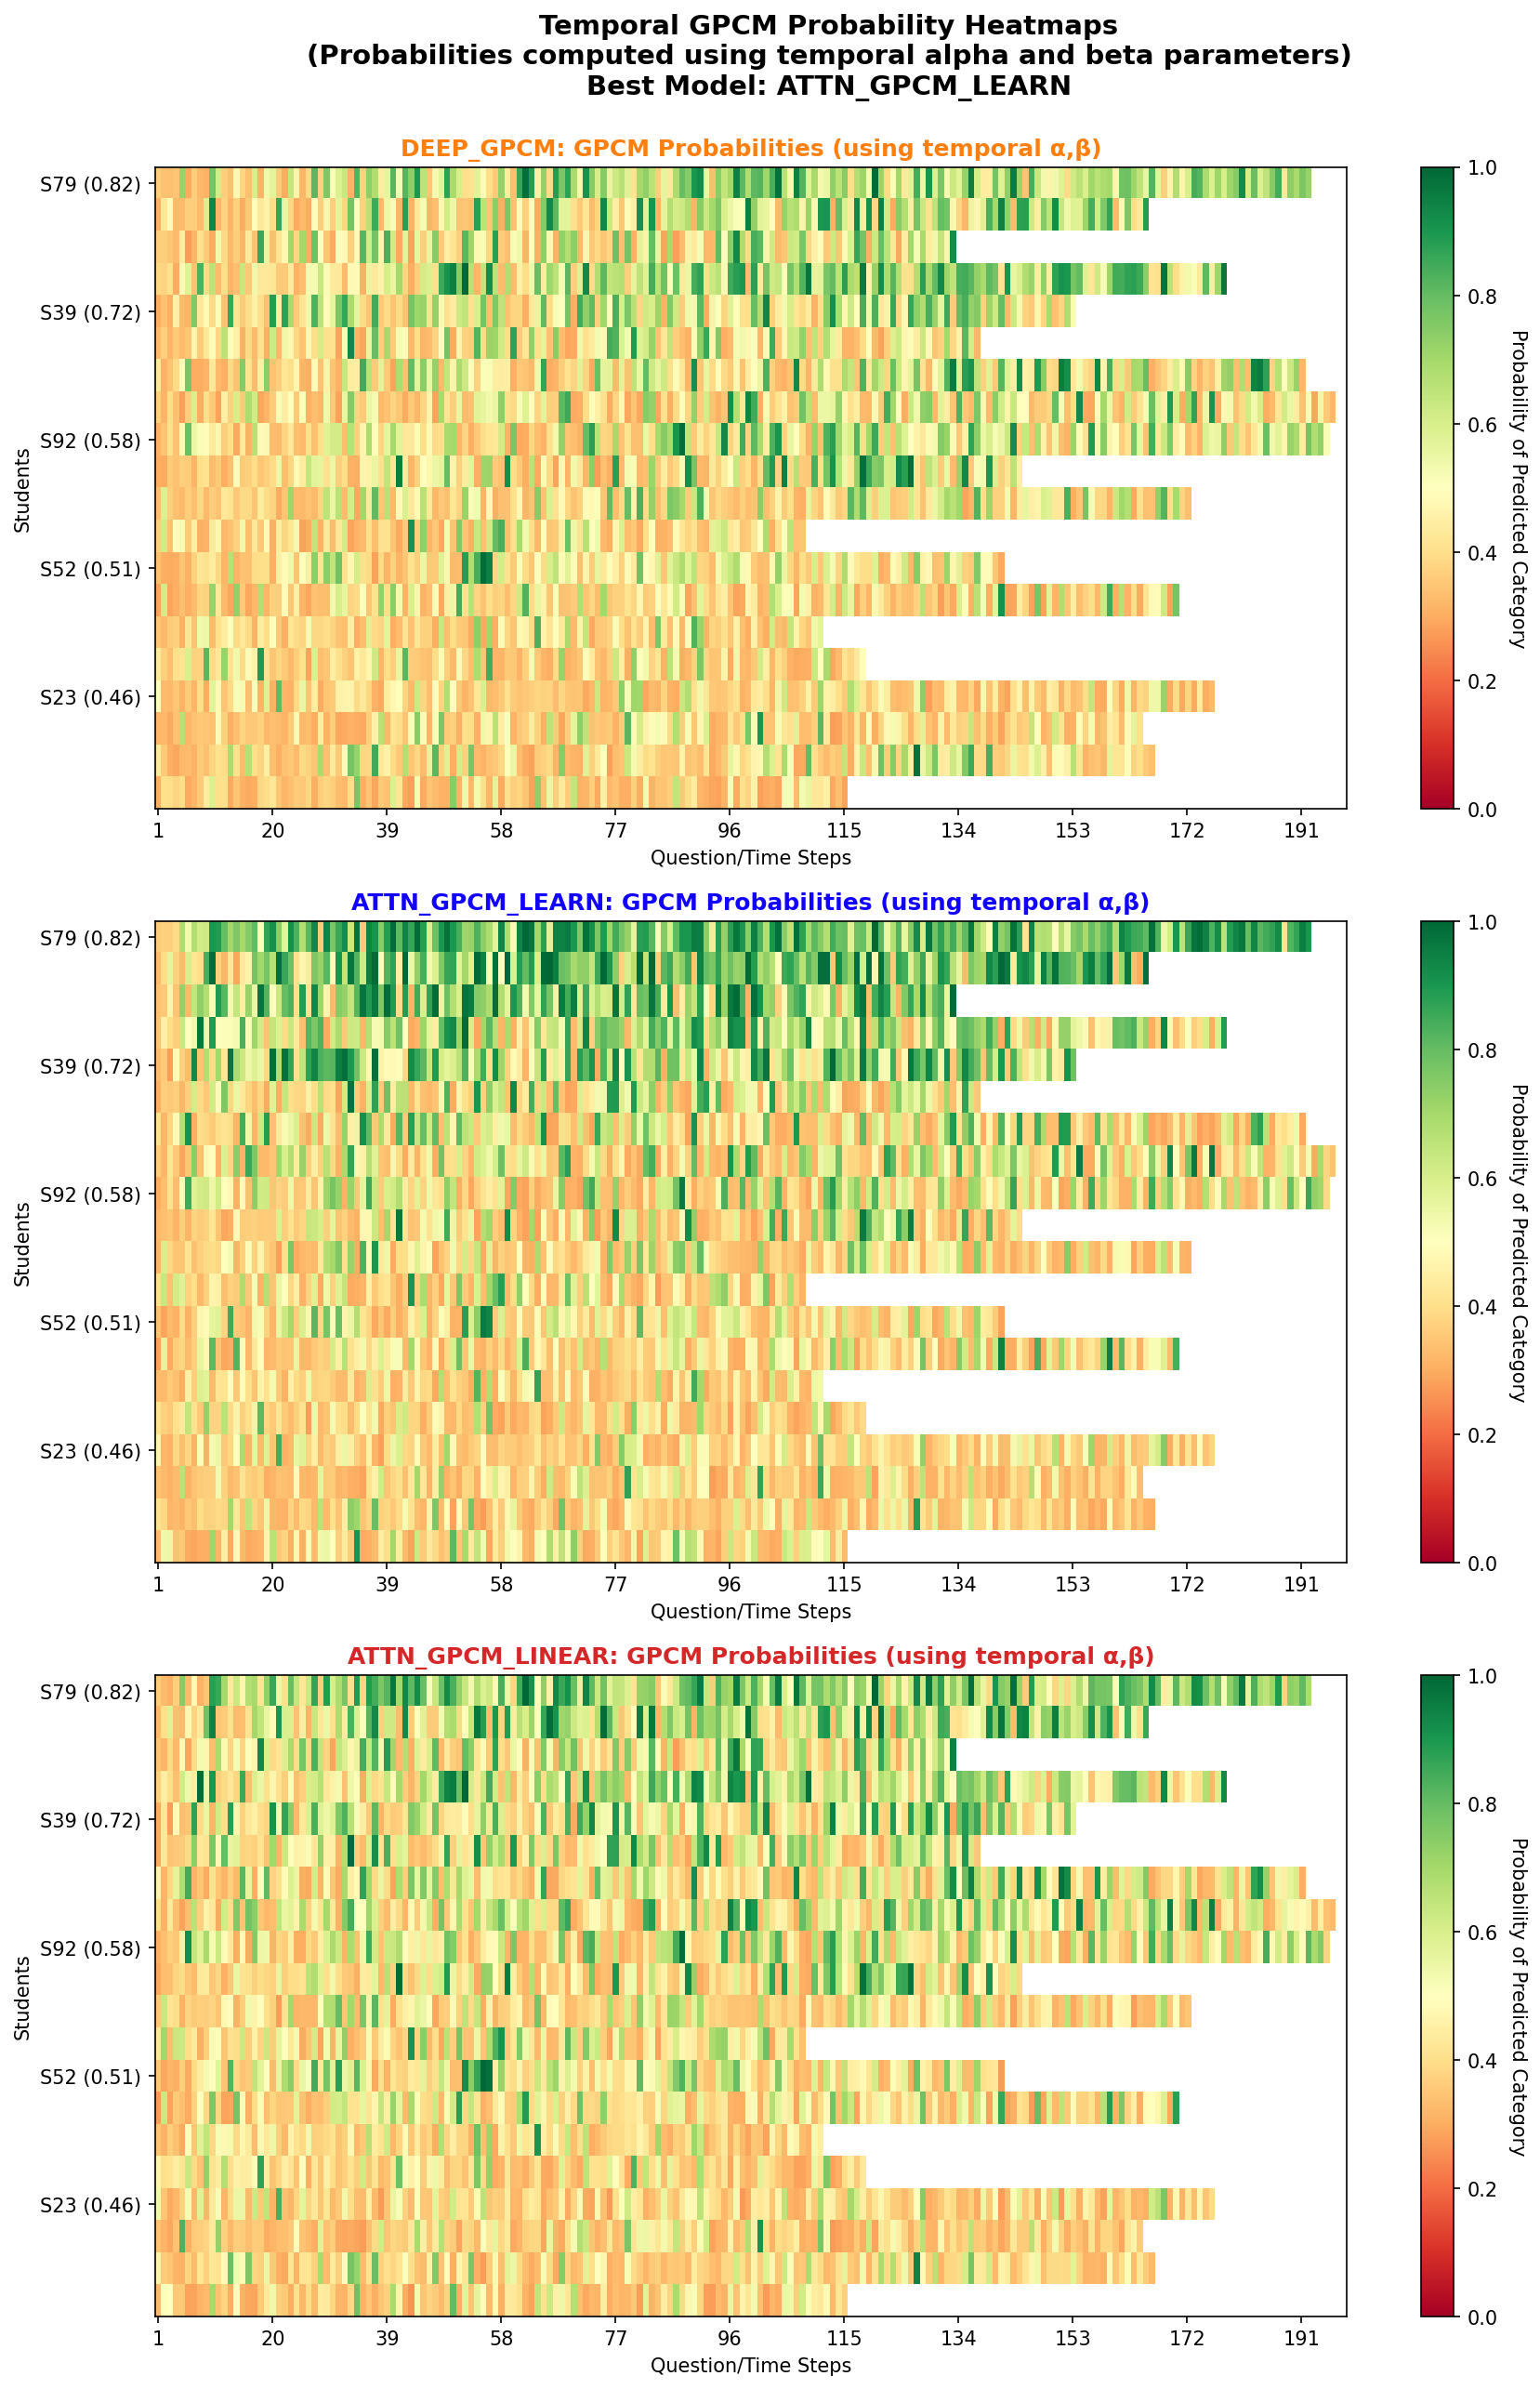 Temporal GPCM Probability Heatmaps
(Probabilities computed using temporal alpha and beta parameters)
Best Model: ATTN_GPCM_LEARN
DEEP_GPCM: GPCM Probabilities (using temporal α,β)
Students
S79 (0.82)
S39 (0.72)
S92 (0.58)
S52 (0.51)
S23 (0.46)
1 20 39 58 77 96 115 134 153 172 191
Question/Time Steps
1.0
0.8
0.6
0.4
0.2
0.0
Probability of Predicted Category
ATTN_GPCM_LEARN: GPCM Probabilities (using temporal α,β)
Students
S79 (0.82)
S39 (0.72)
S92 (0.58)
S52 (0.51)
S23 (0.46)
1 20 39 58 77 96 115 134 153 172 191
Question/Time Steps
1.0
0.8
0.6
0.4
0.2
0.0
Probability of Predicted Category
ATTN_GPCM_LINEAR: GPCM Probabilities (using temporal α,β)
Students
S79 (0.82)
S39 (0.72)
S92 (0.58)
S52 (0.51)
S23 (0.46)
1 20 39 58 77 96 115 134 153 172 191
Question/Time Steps
1.0
0.8
0.6
0.4
0.2
0.0
Probability of Predicted Category